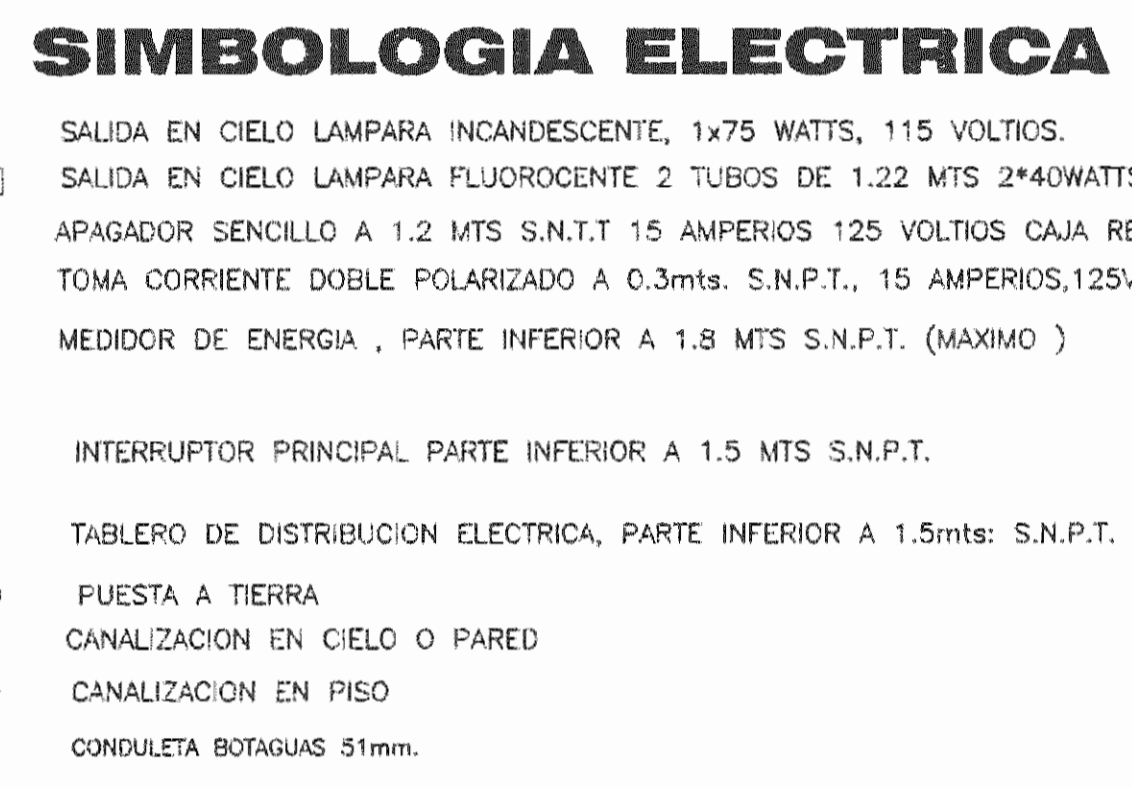 SIMBOLOGIA ELECTRICA
SALIDA EN CIELO LAMPARA INCANDESCENTE, 1x75 WATTS, 115 VOLTIOS.
SALIDA EN CIELO LAMPARA FLUOROCENTE 2 TUBOS DE 1.22 MTS 2*40WATTS
APAGADOR SENCILLO A 1.2 MTS S.N.T.T 15 AMPERIOS 125 VOLTIOS CAJA RE
TOMA CORRIENTE DOBLE POLARIZADO A 0.3mts. S.N.P.T., 15 AMPERIOS,125V
MEDIDOR DE ENERGIA , PARTE INFERIOR A 1.8 MTS S.N.P.T. (MAXIMO )
INTERRUPTOR PRINCIPAL PARTE INFERIOR A 1.5 MTS S.N.P.T.
TABLERO DE DISTRIBUCION ELECTRICA, PARTE INFERIOR A 1.5mts: S.N.P.T.
PUESTA A TIERRA
CANALIZACION EN CIELO O PARED
CANALIZACION EN PISO
CONDULETA BOTAGUAS 51mm.